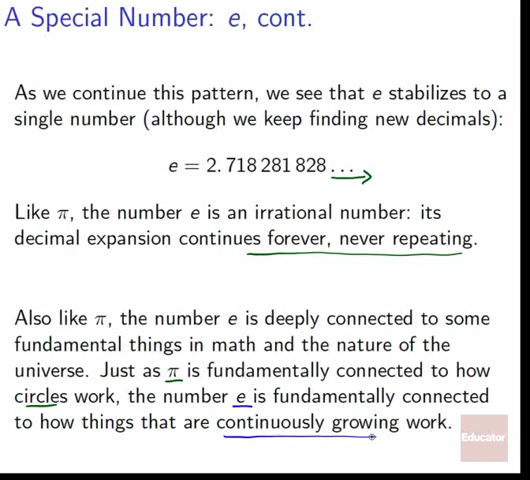 A Special Number: e, cont.
As we continue this pattern, we see that e stabilizes to a
single number (although we keep finding new decimals):
e = 2.718 281 828 ...
Like π, the number e is an irrational number: its
decimal expansion continues forever, never repeating.
Also like π, the number e is deeply connected to some
fundamental things in math and the nature of the
universe. Just as π is fundamentally connected to how
circles work, the number e is fundamentally connected
to how things that are continuously growing work.
Educator